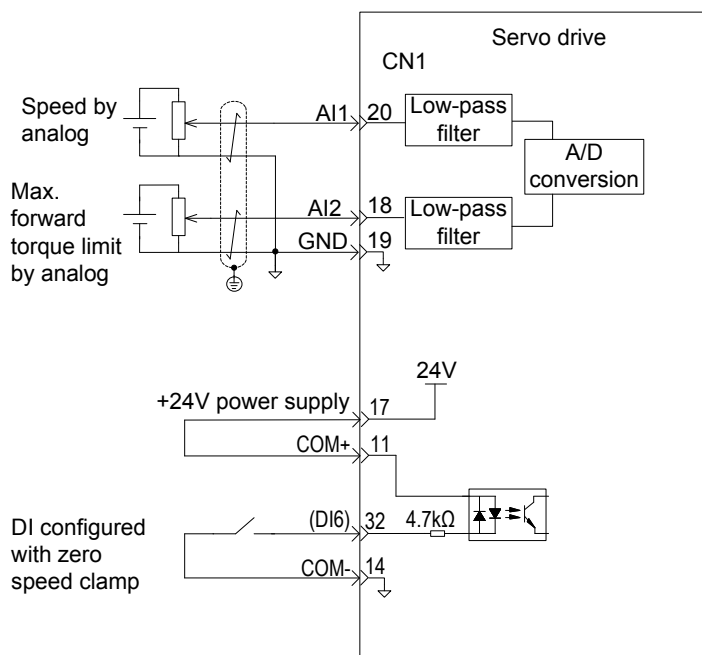 Servo drive
CN1
Speed by
analog
AI1
20
Low-pass
filter
A/D
conversion
Max.
forward
torque limit
by analog
AI2
18
Low-pass
filter
GND
19
24V
+24V power supply
17
COM+
11
DI configured
with zero
speed clamp
(DI6)
32
4.7kΩ
COM-
14